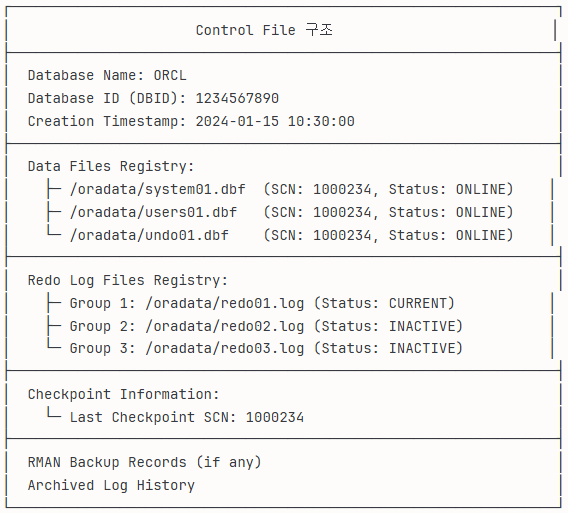 Control File 구조
Database Name: ORCL
Database ID (DBID): 1234567890
Creation Timestamp: 2024-01-15 10:30:00
Data Files Registry:
├─ /oradata/system01.dbf (SCN: 1000234, Status: ONLINE)
├─ /oradata/users01.dbf (SCN: 1000234, Status: ONLINE)
└─ /oradata/undo01.dbf (SCN: 1000234, Status: ONLINE)
Redo Log Files Registry:
├─ Group 1: /oradata/redo01.log (Status: CURRENT)
├─ Group 2: /oradata/redo02.log (Status: INACTIVE)
└─ Group 3: /oradata/redo03.log (Status: INACTIVE)
Checkpoint Information:
└─ Last Checkpoint SCN: 1000234
RMAN Backup Records (if any)
Archived Log History